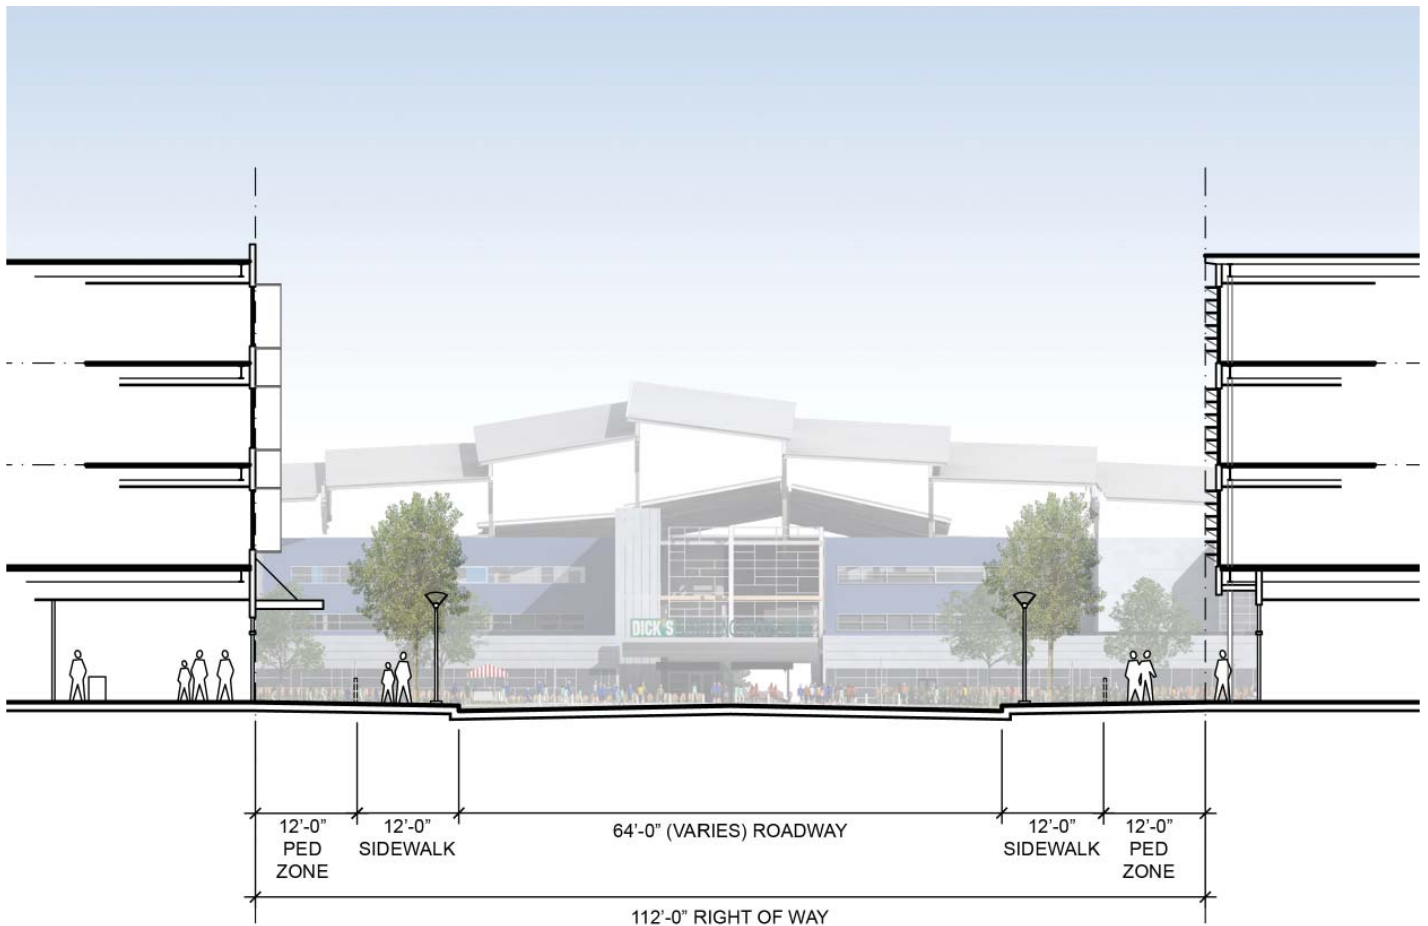 DICK'S
12’-0”
PED
ZONE
12’-0”
SIDEWALK
64’-0” (VARIES) ROADWAY
12’-0”
SIDEWALK
12’-0”
PED
ZONE
112’-0” RIGHT OF WAY